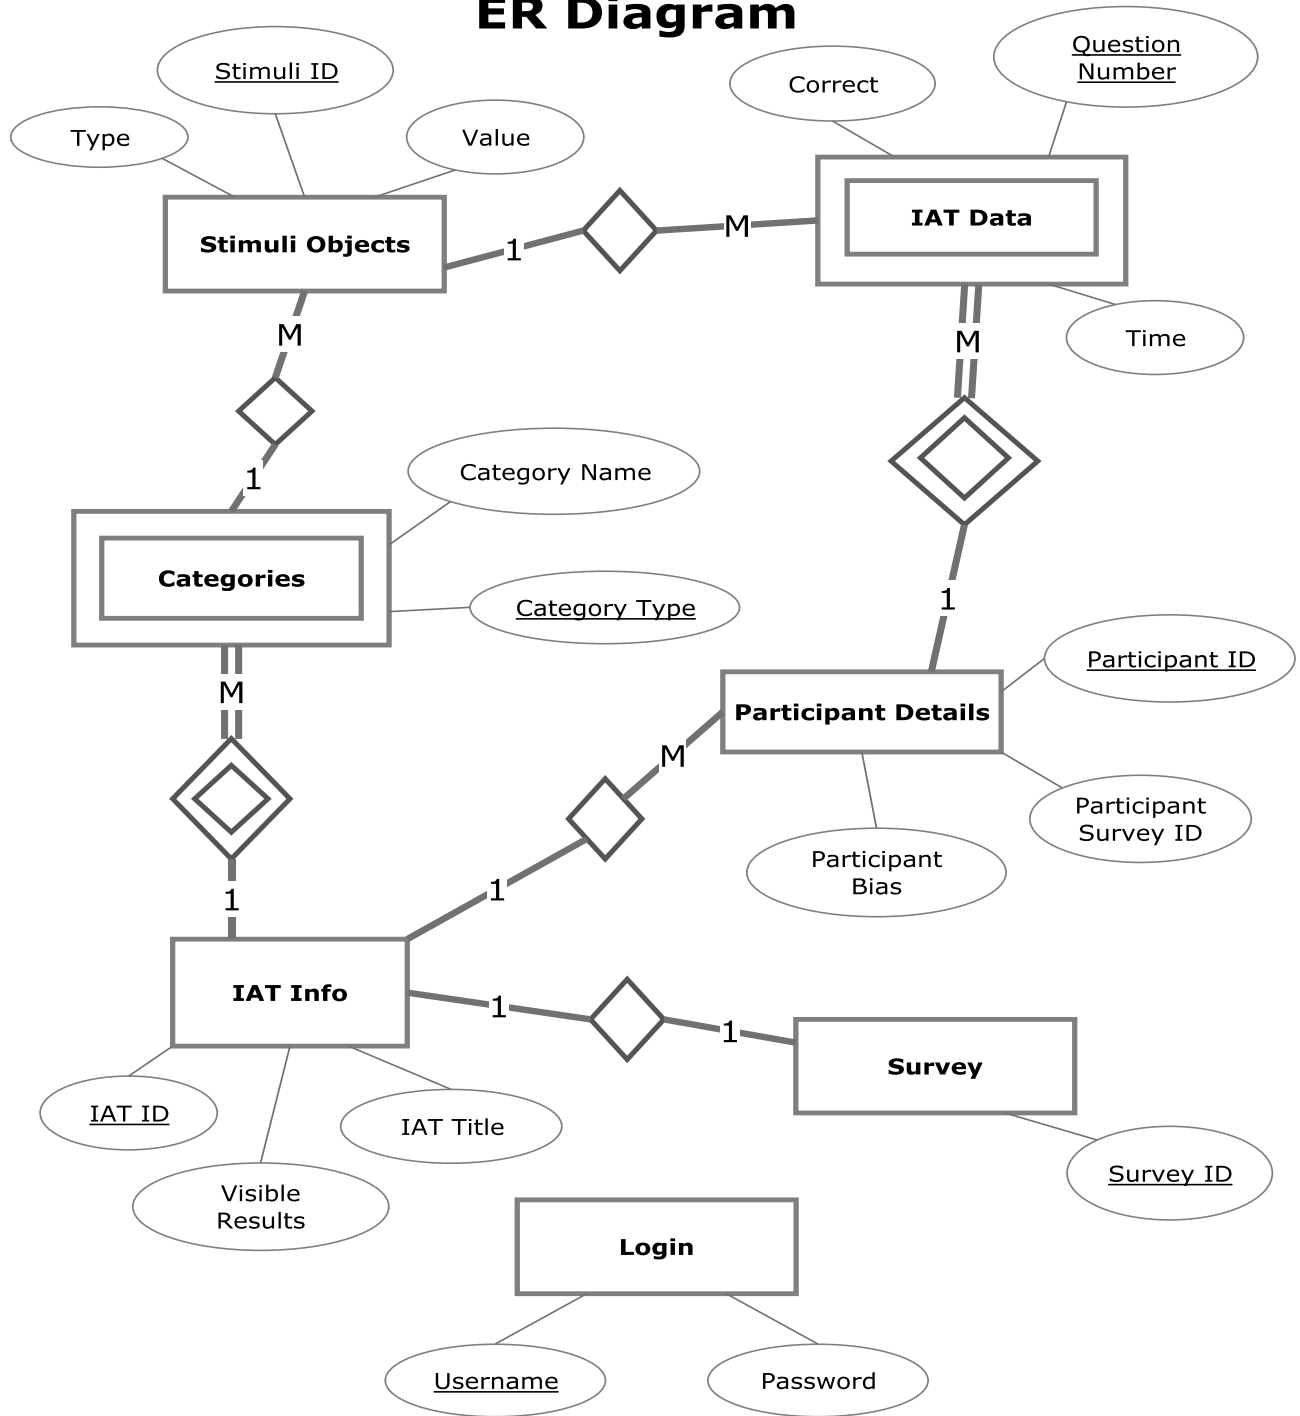 ER Diagram
Stimuli ID
Type
Value
Correct
Question
Number
Stimuli Objects
1
M
IAT Data
M
M
Time
1
Category Name
Categories
Category Type
1
M
Participant ID
Participant Details
M
Participant
Survey ID
Participant
Bias
1
1
IAT Info
1
1
Survey
IAT ID
IAT Title
Visible
Results
Survey ID
Login
Username
Password